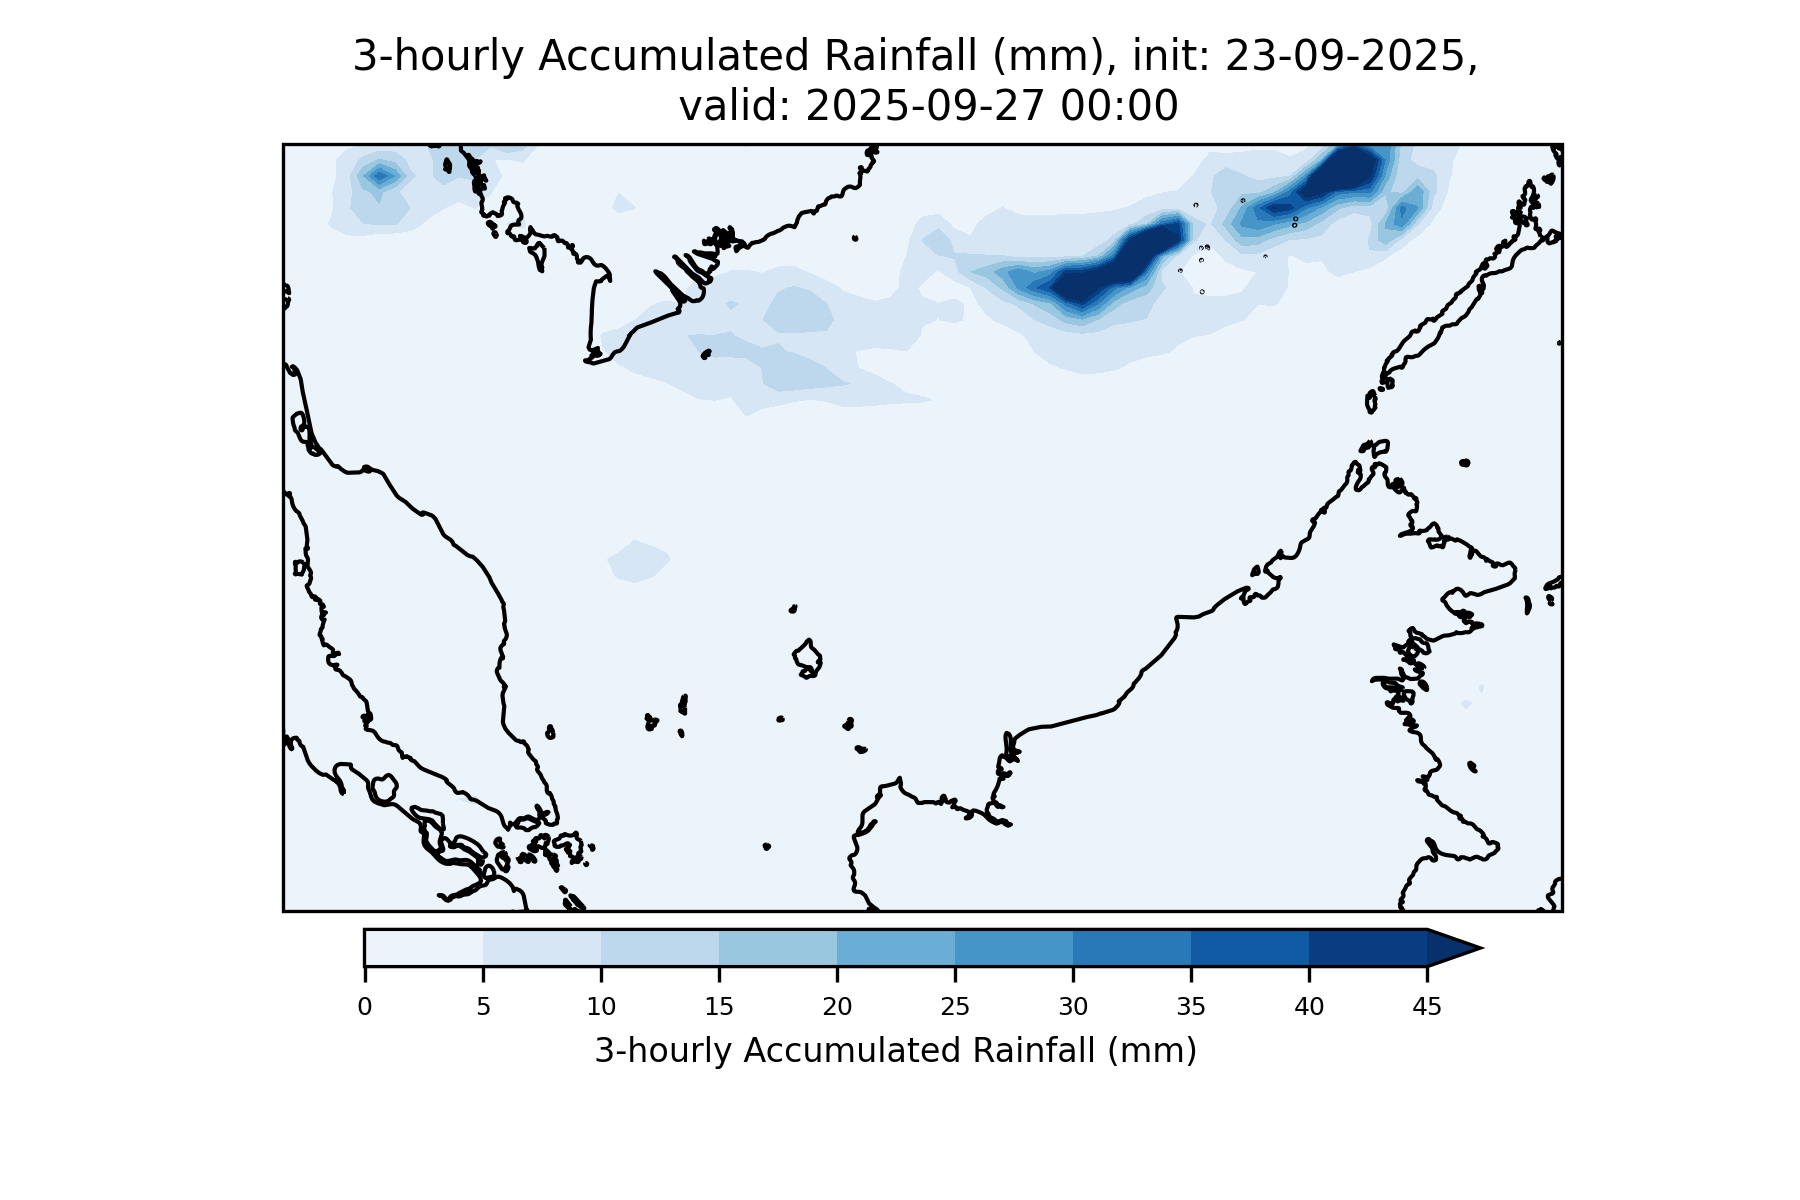 3-hourly Accumulated Rainfall (mm), init: 23-09-2025,
valid: 2025-09-27 00:00
0 5 10 15 20 25 30 35 40 45
3-hourly Accumulated Rainfall (mm)